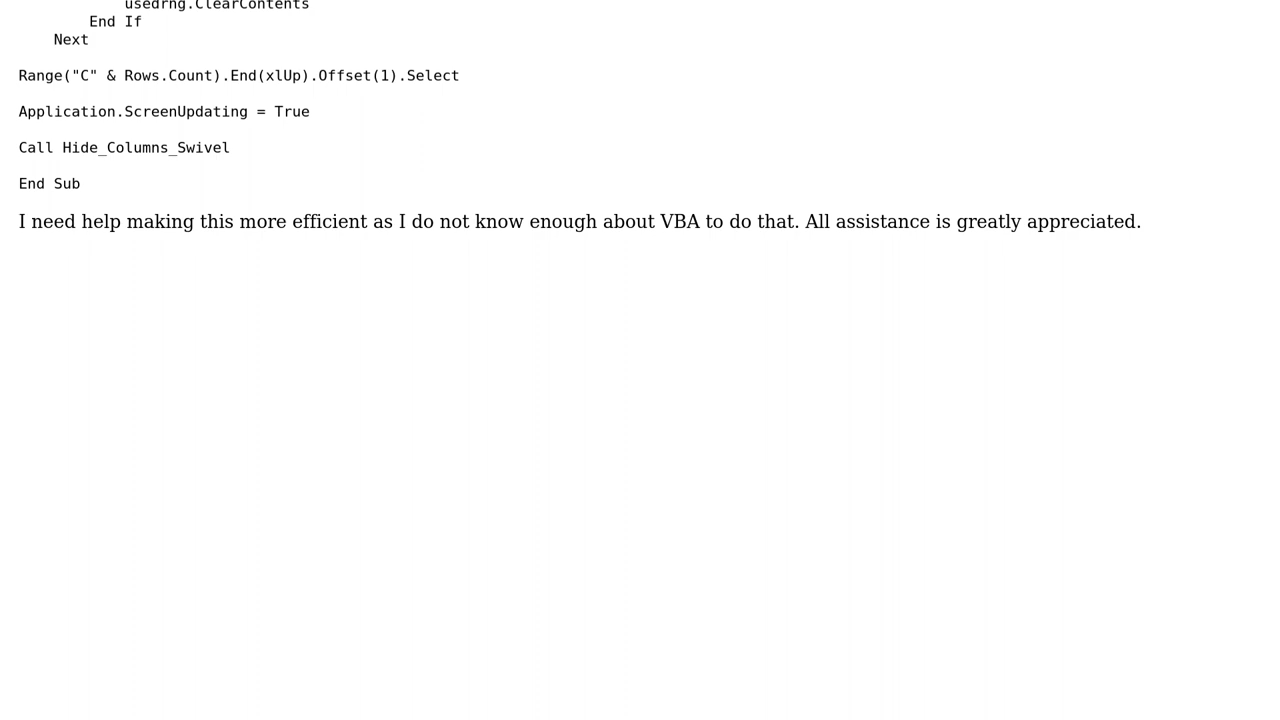 usedrng.ClearContents
End If
Next
Range("C" & Rows.Count).End(xlUp).Offset(1).Select
Application.ScreenUpdating = True
Call Hide_Columns_Swivel
End Sub
I need help making this more efficient as I do not know enough about VBA to do that. All assistance is greatly appreciated.